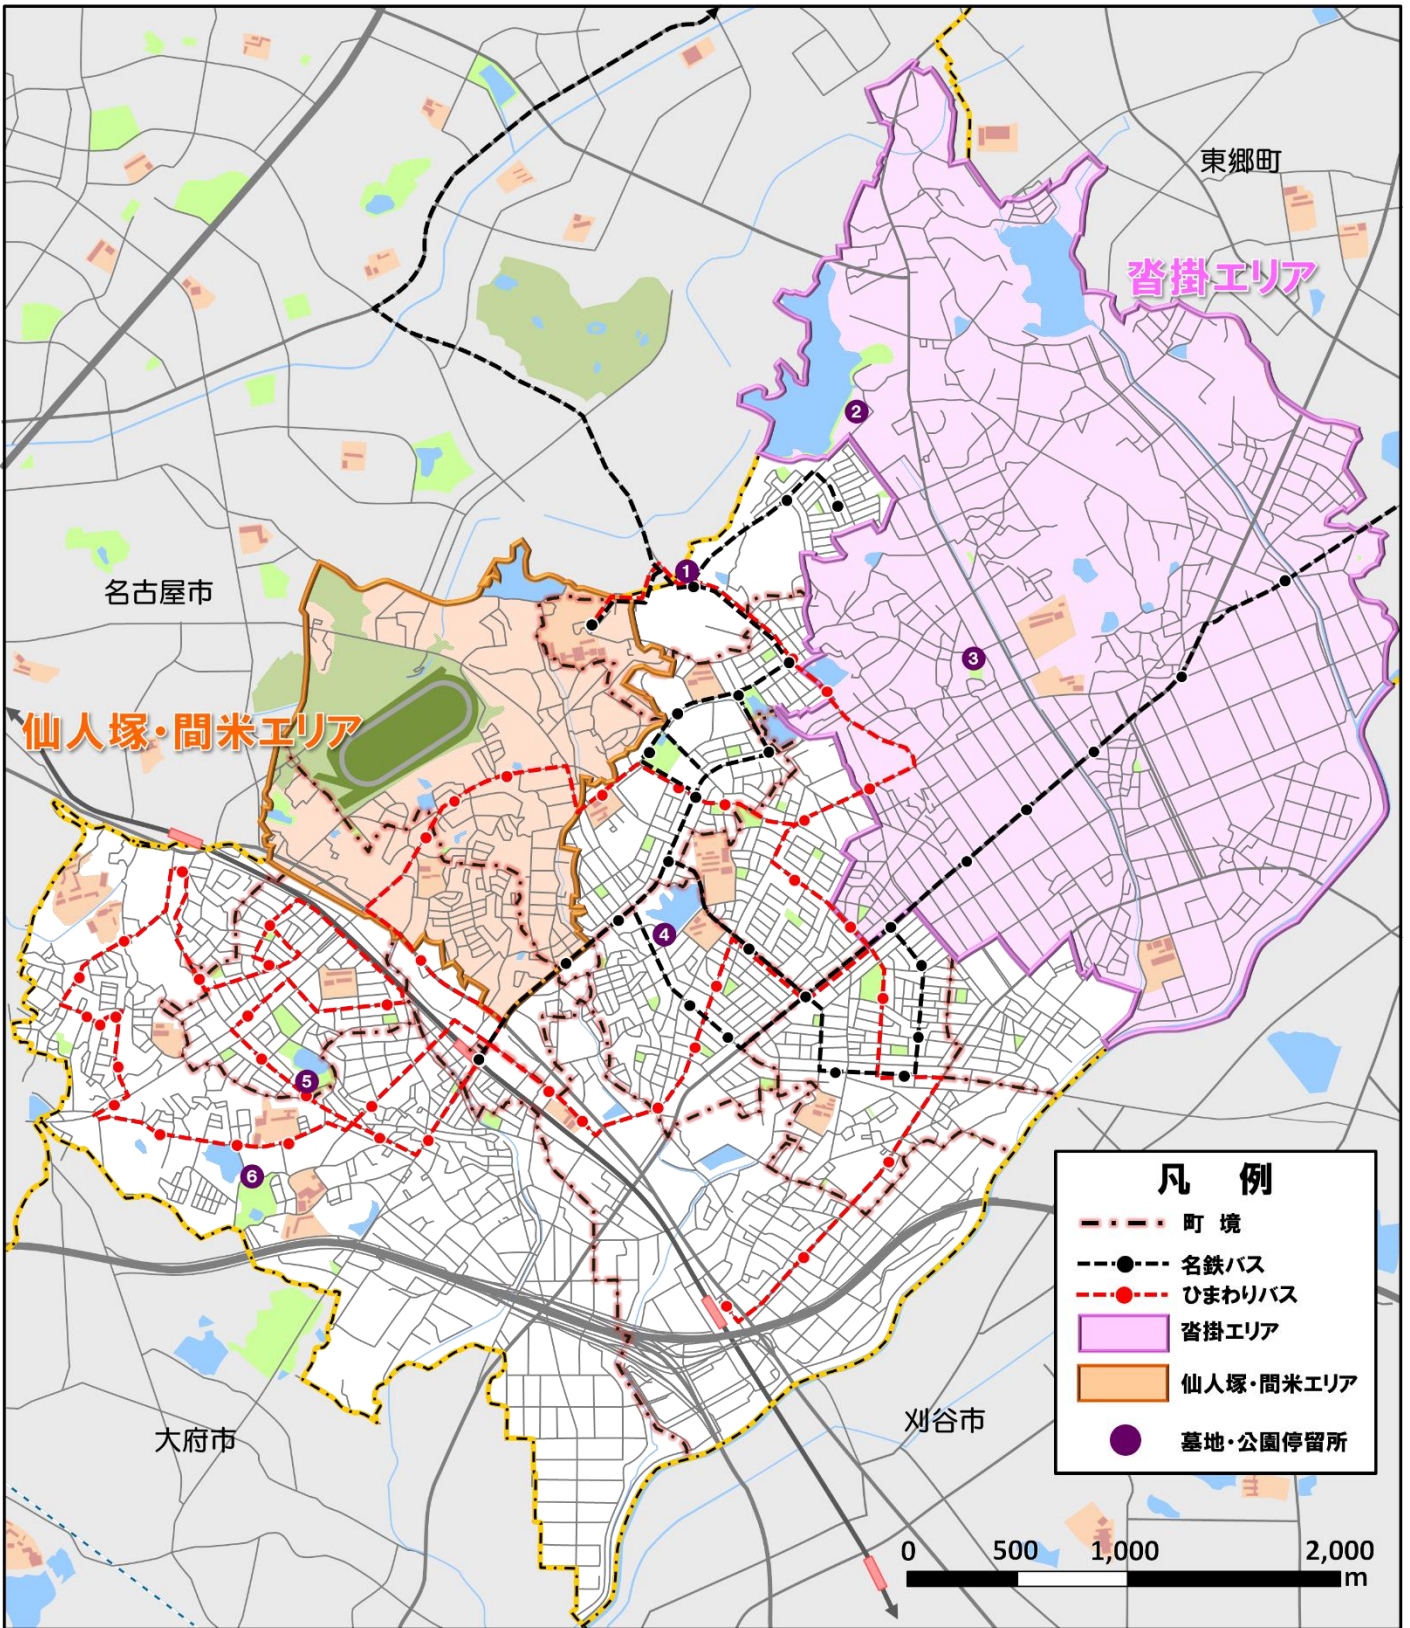 東郷町
沓掛エリア
2
1
名古屋市
3
仙人塚・間米エリア
4
5
6
凡 例
町 境
名鉄バス
ひまわりバス
沓掛エリア
仙人塚・間米エリア
墓地・公園停留所
刈谷市
大府市
0 500 1,000 2,000
m